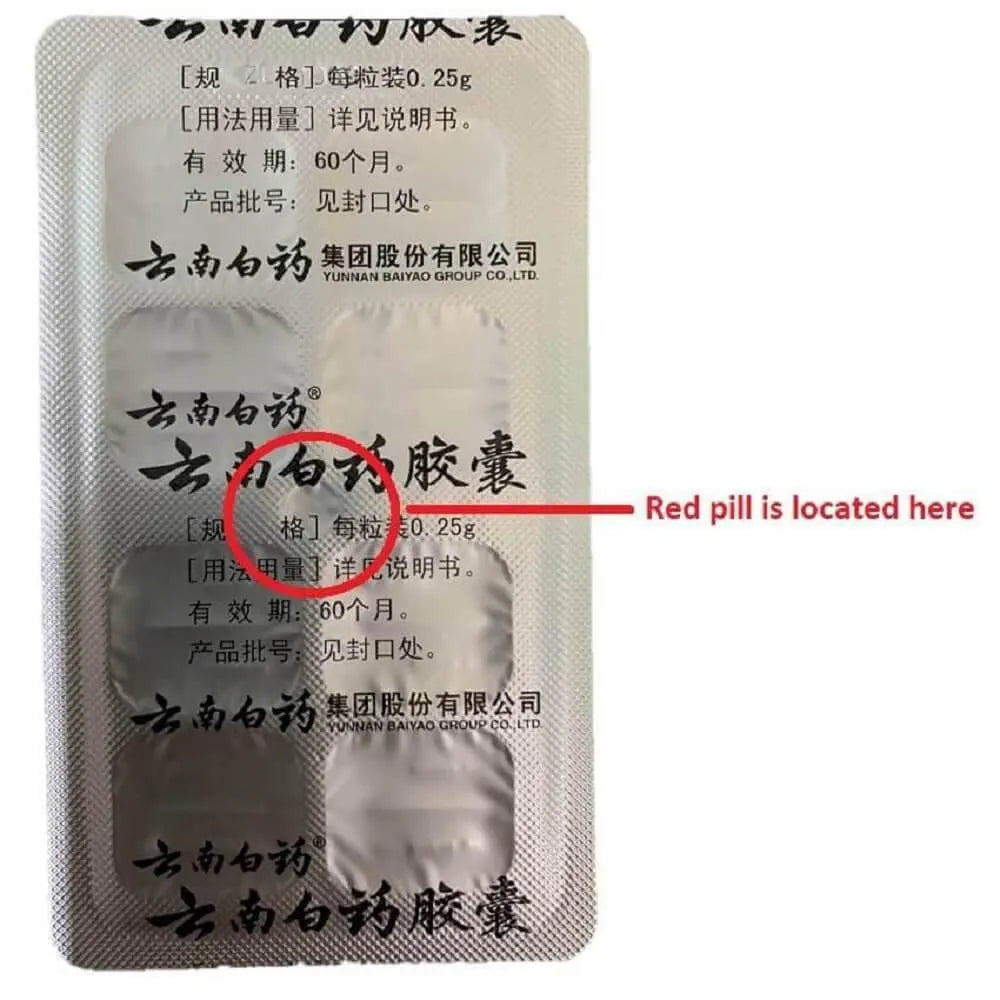 云南白药胶囊
[规 格] 每粒装0.25g
[用法用量] 详见说明书。
有 效 期: 60个月。
产品批号: 见封口处。
云南白药 集团股份有限公司
YUNNAN BAIYAO GROUP CO.,LTD.
云南白药®
云南白药胶囊
Red pill is located here
[规 格] 每粒装0.25g
[用法用量] 详见说明书。
有 效 期: 60个月。
产品批号: 见封口处。
云南白药 集团股份有限公司
YUNNAN BAIYAO GROUP CO.,LTD.
云南白药®
云南白药胶囊